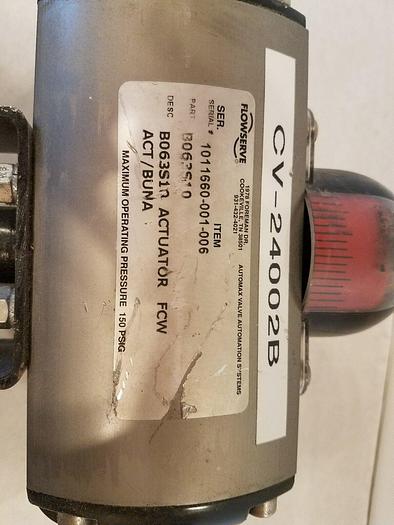 CV-24002B
FLOWSERVE
1978 FOREMAN DR.
COOKEVILLE, TN 38501
931-432-4021
AUTOMAX VALVE AUTOMATION SYSTEMS
SER. ITEM
SERIAL # 1011660-001-006
PART B063S10
DESC B063S10 ACTUATOR FCW
ACT/BUNA
MAXIMUM OPERATING PRESSURE 150 PSIG